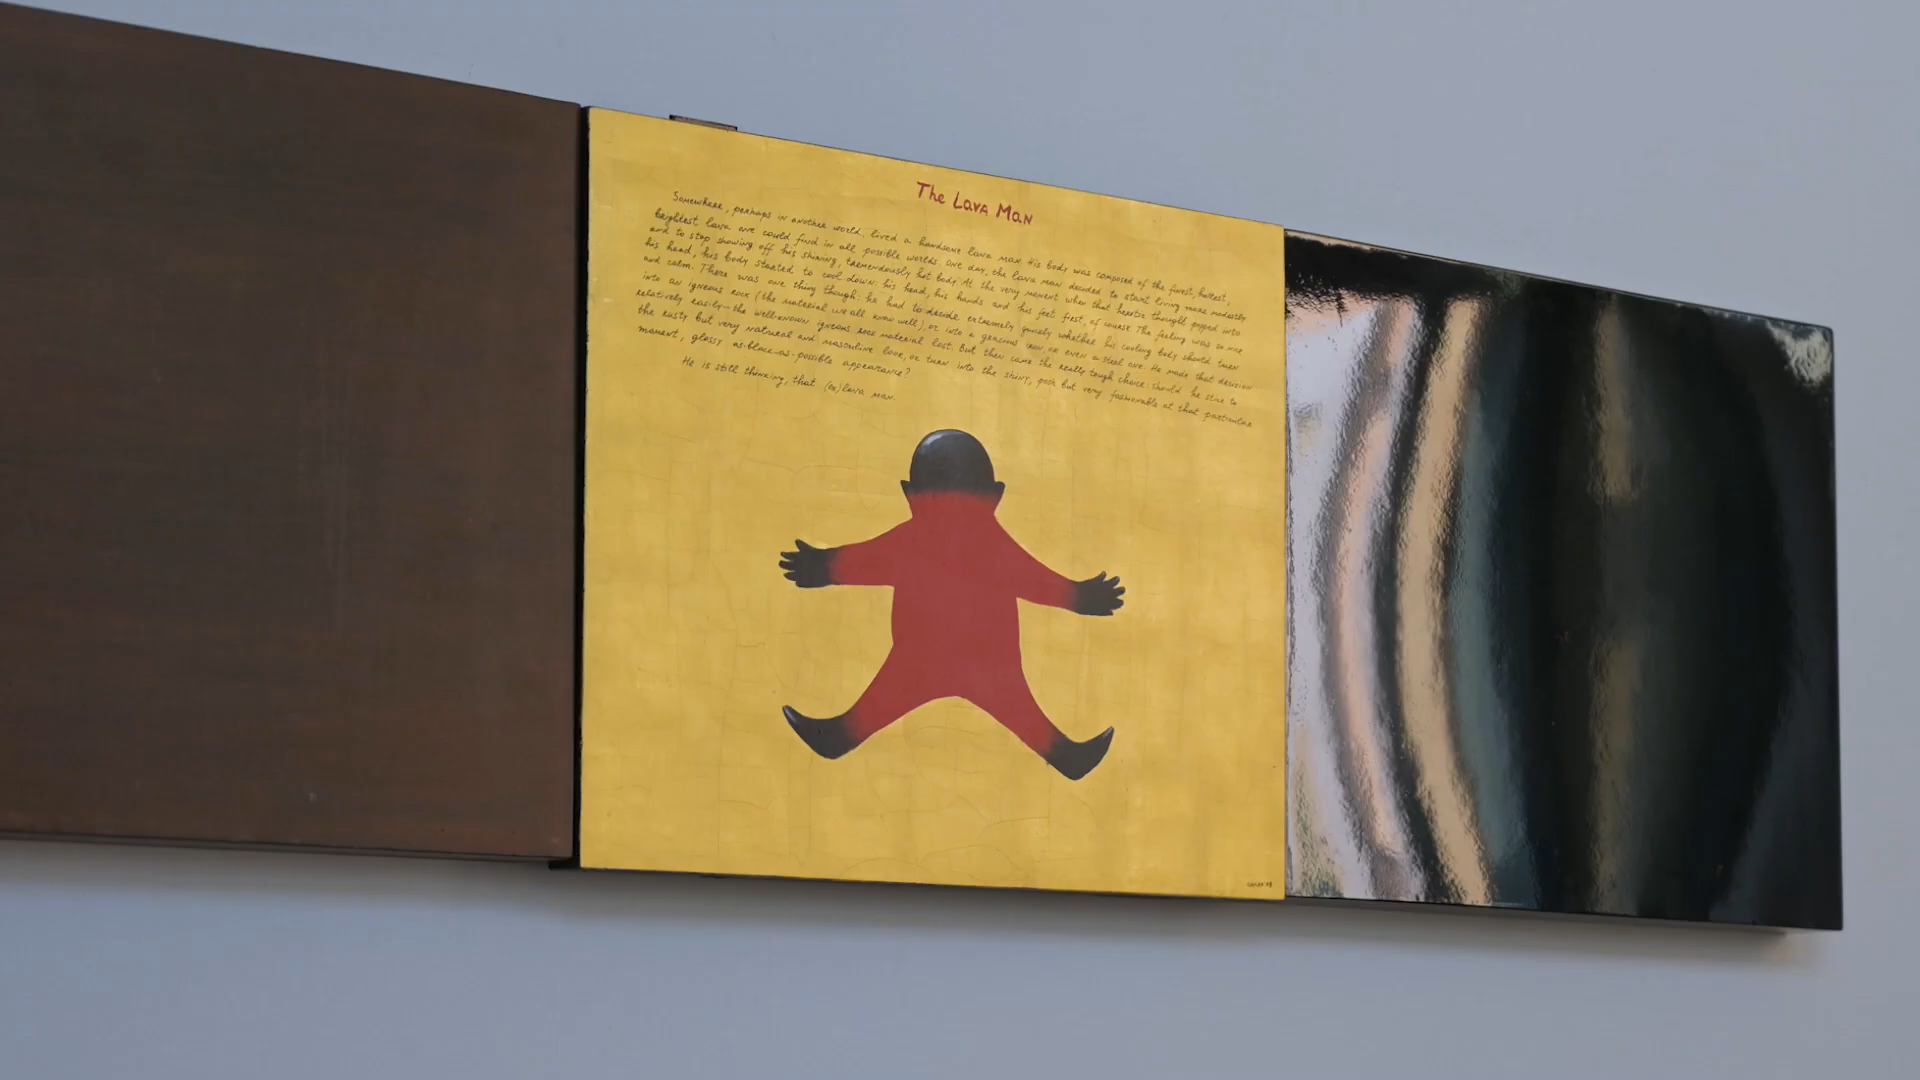 The Lava Man
Somewhere, perhaps in another world, lived a handsome lava man. His body was composed of the finest, hottest,
brightest lava one could find in all possible worlds. One day, the lava man decided to start living more modestly
and to stop showing off his shining, tremendously hot body. At the very moment when that heretic thought popped into
his head, his body started to cool down: his head, his hands and his feet first, of course. The feeling was so nice
and calm. There was one thing though: he had to decide extremely quickly whether his cooling body should turn
into an igneous rock (the material we all know well), or into a gracious iron, or even a steel one. He made that decision
relatively easily – the well-known igneous rock material lost. But then came the really tough choice: should he stick to
the rusty but very natural and masculine look, or turn into the shiny, posh but very fashionable at that particular
moment, glossy as-black-as-possible appearance?
He is still thinking, that (ex)lava man.